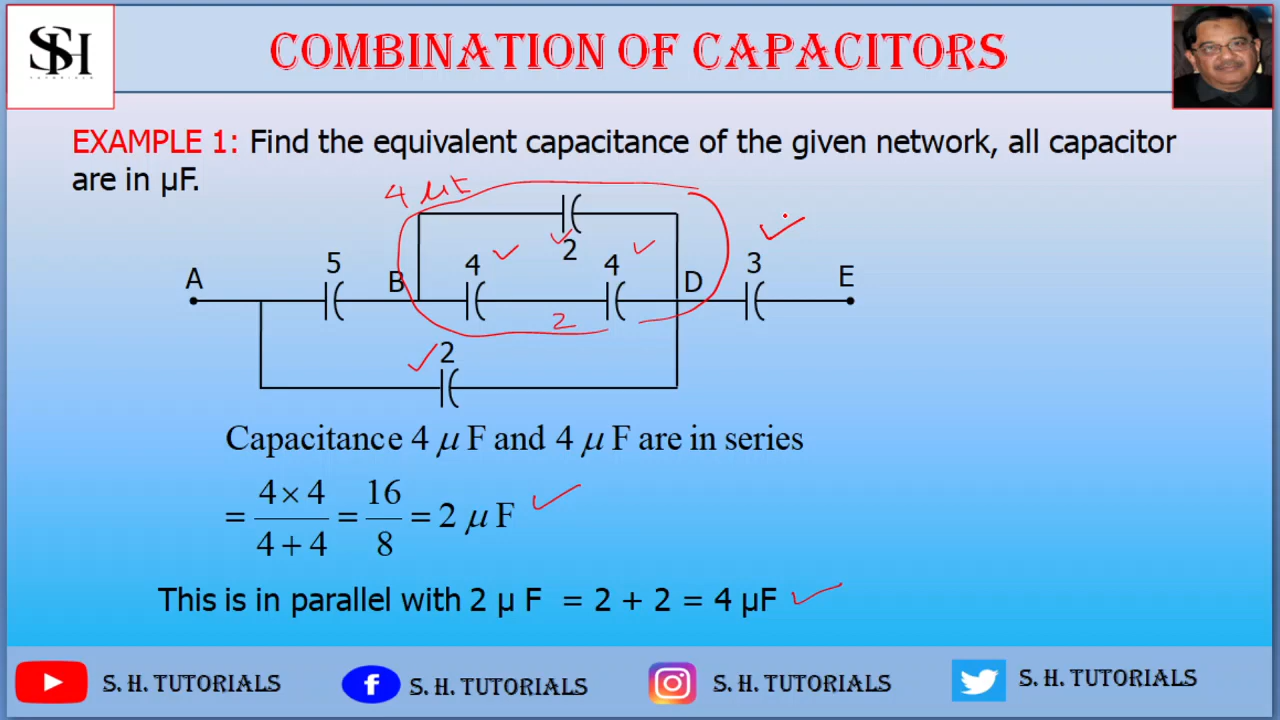 SH
TUTORIALS
COMBINATION OF CAPACITORS
EXAMPLE 1: Find the equivalent capacitance of the given network, all capacitor
are in µF.
4 µf
2
5
4
4
3
A
B
D
E
2
2
Capacitance 4 µ F and 4 µ F are in series
= 4 × 4 / 4 + 4 = 16 / 8 = 2 µ F
This is in parallel with 2 µ F = 2 + 2 = 4 µF
S. H. TUTORIALS
S. H. TUTORIALS
S. H. TUTORIALS
S. H. TUTORIALS